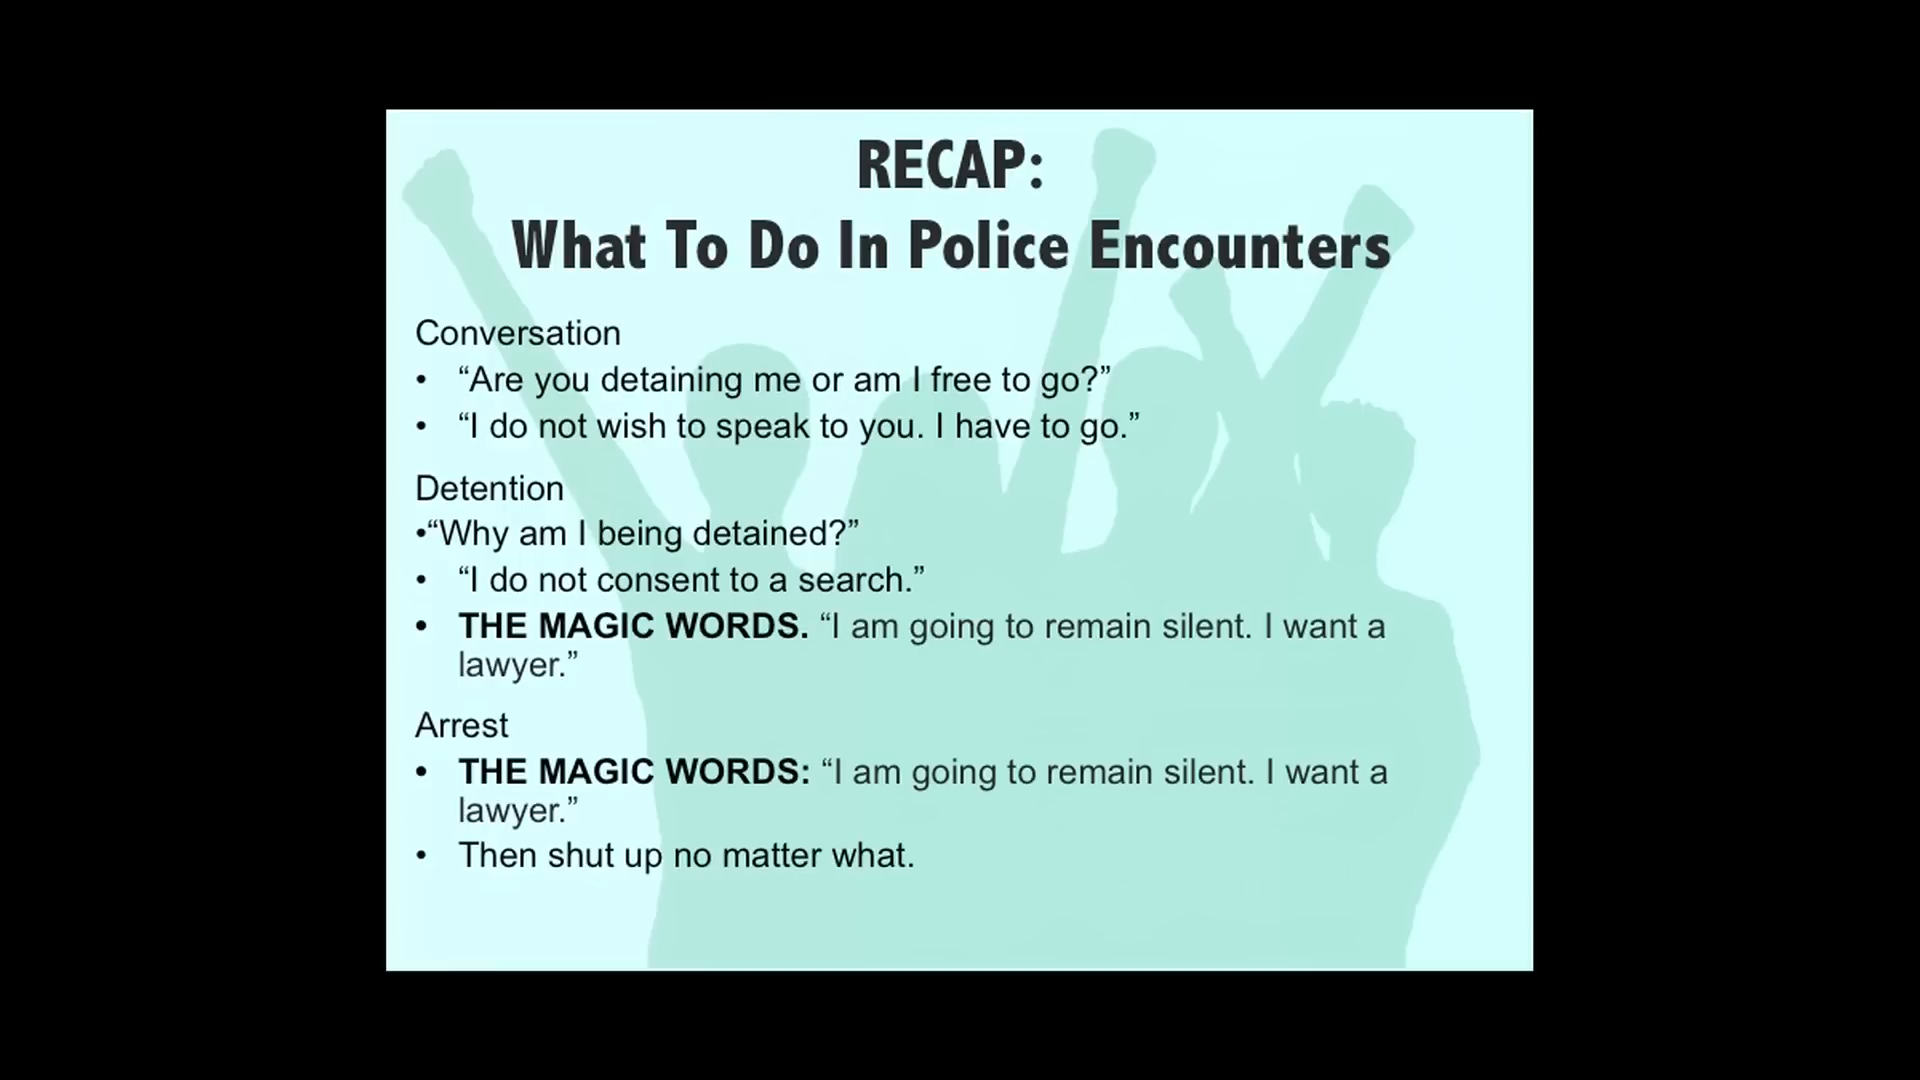 RECAP:
What To Do In Police Encounters
Conversation
• “Are you detaining me or am I free to go?”
• “I do not wish to speak to you. I have to go.”
Detention
•“Why am I being detained?”
• “I do not consent to a search.”
• THE MAGIC WORDS. “I am going to remain silent. I want a
lawyer.”
Arrest
• THE MAGIC WORDS: “I am going to remain silent. I want a
lawyer.”
• Then shut up no matter what.